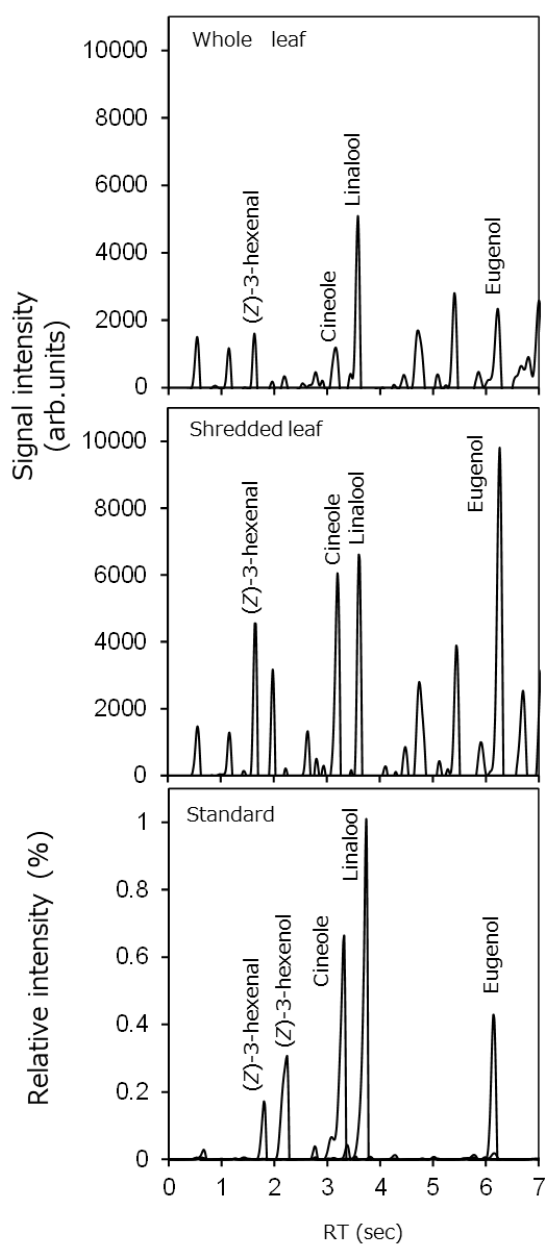 Signal intensity
(arb.units)
Whole leaf
10000
8000
6000
4000
2000
0
(Z)-3-hexenal
Cineole
Linalool
Eugenol
Shredded leaf
10000
8000
6000
4000
2000
0
(Z)-3-hexenal
Cineole
Linalool
Eugenol
Relative intensity (%)
Standard
1
0.8
0.6
0.4
0.2
0
(Z)-3-hexenal
(Z)-3-hexenol
Cineole
Linalool
Eugenol
0 1 2 3 4 5 6 7
RT (sec)